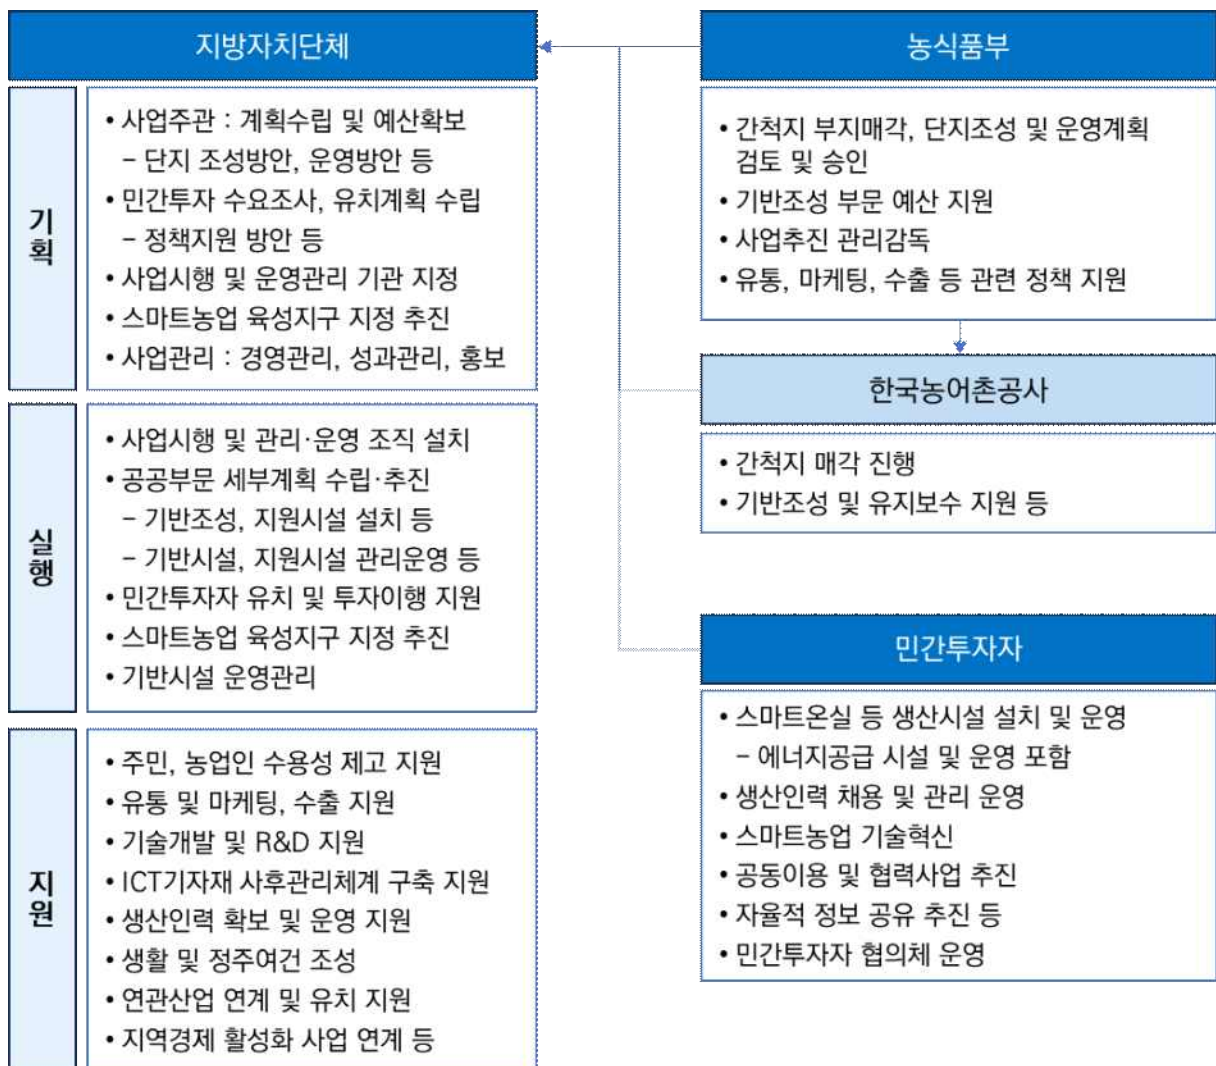 지방자치단체
기획
• 사업주관 : 계획수립 및 예산확보
– 단지 조성방안, 운영방안 등
• 민간투자 수요조사, 유치계획 수립
– 정책지원 방안 등
• 사업시행 및 운영관리 기관 지정
• 스마트농업 육성지구 지정 추진
• 사업관리 : 경영관리, 성과관리, 홍보
실행
• 사업시행 및 관리·운영 조직 설치
• 공공부문 세부계획 수립·추진
– 기반조성, 지원시설 설치 등
– 기반시설, 지원시설 관리운영 등
• 민간투자자 유치 및 투자이행 지원
• 스마트농업 육성지구 지정 추진
• 기반시설 운영관리
지원
• 주민, 농업인 수용성 제고 지원
• 유통 및 마케팅, 수출 지원
• 기술개발 및 R&D 지원
• ICT기자재 사후관리체계 구축 지원
• 생산인력 확보 및 운영 지원
• 생활 및 정주여건 조성
• 연관산업 연계 및 유치 지원
• 지역경제 활성화 사업 연계 등
농식품부
• 간척지 부지매각, 단지조성 및 운영계획
검토 및 승인
• 기반조성 부문 예산 지원
• 사업추진 관리감독
• 유통, 마케팅, 수출 등 관련 정책 지원
한국농어촌공사
• 간척지 매각 진행
• 기반조성 및 유지보수 지원 등
민간투자자
• 스마트온실 등 생산시설 설치 및 운영
– 에너지공급 시설 및 운영 포함
• 생산인력 채용 및 관리 운영
• 스마트농업 기술혁신
• 공동이용 및 협력사업 추진
• 자율적 정보 공유 추진 등
• 민간투자자 협의체 운영